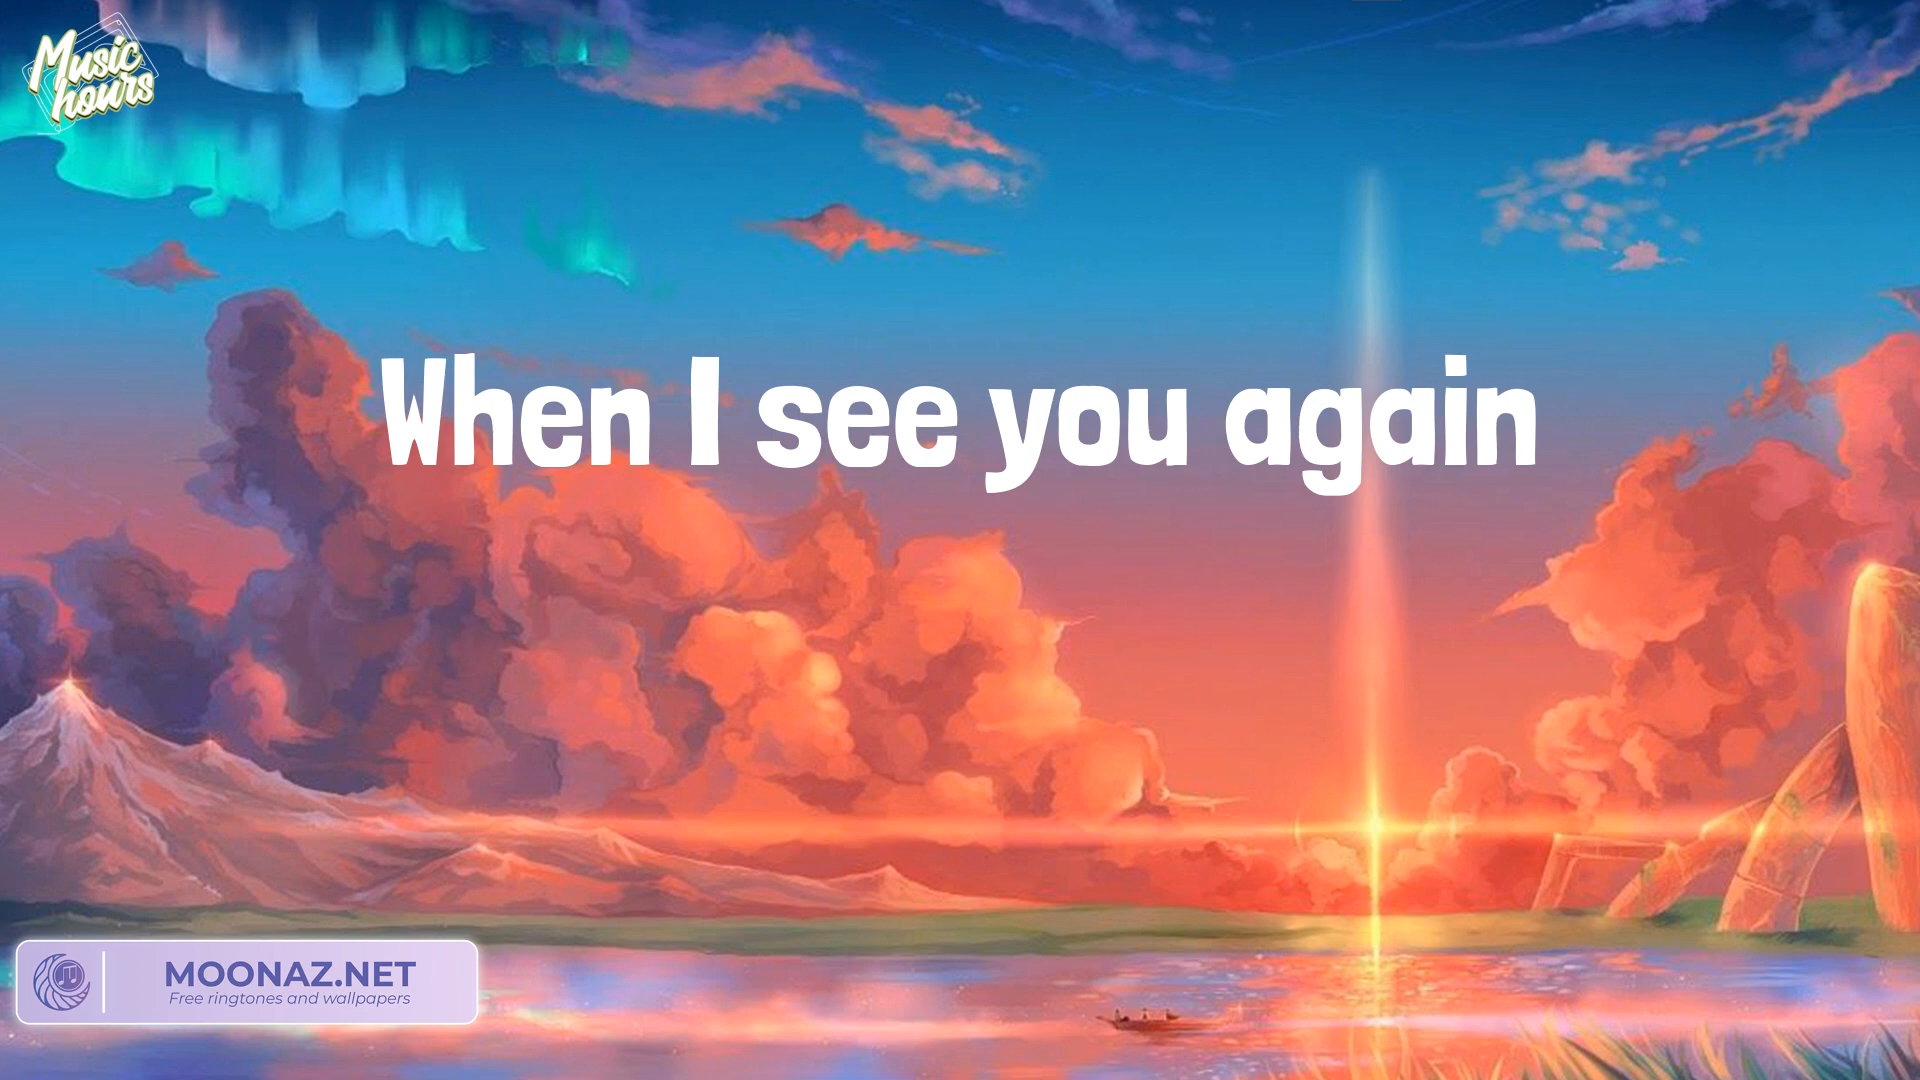 Music
hours
When I see you again
MOONAZ.NET
Free ringtones and wallpapers